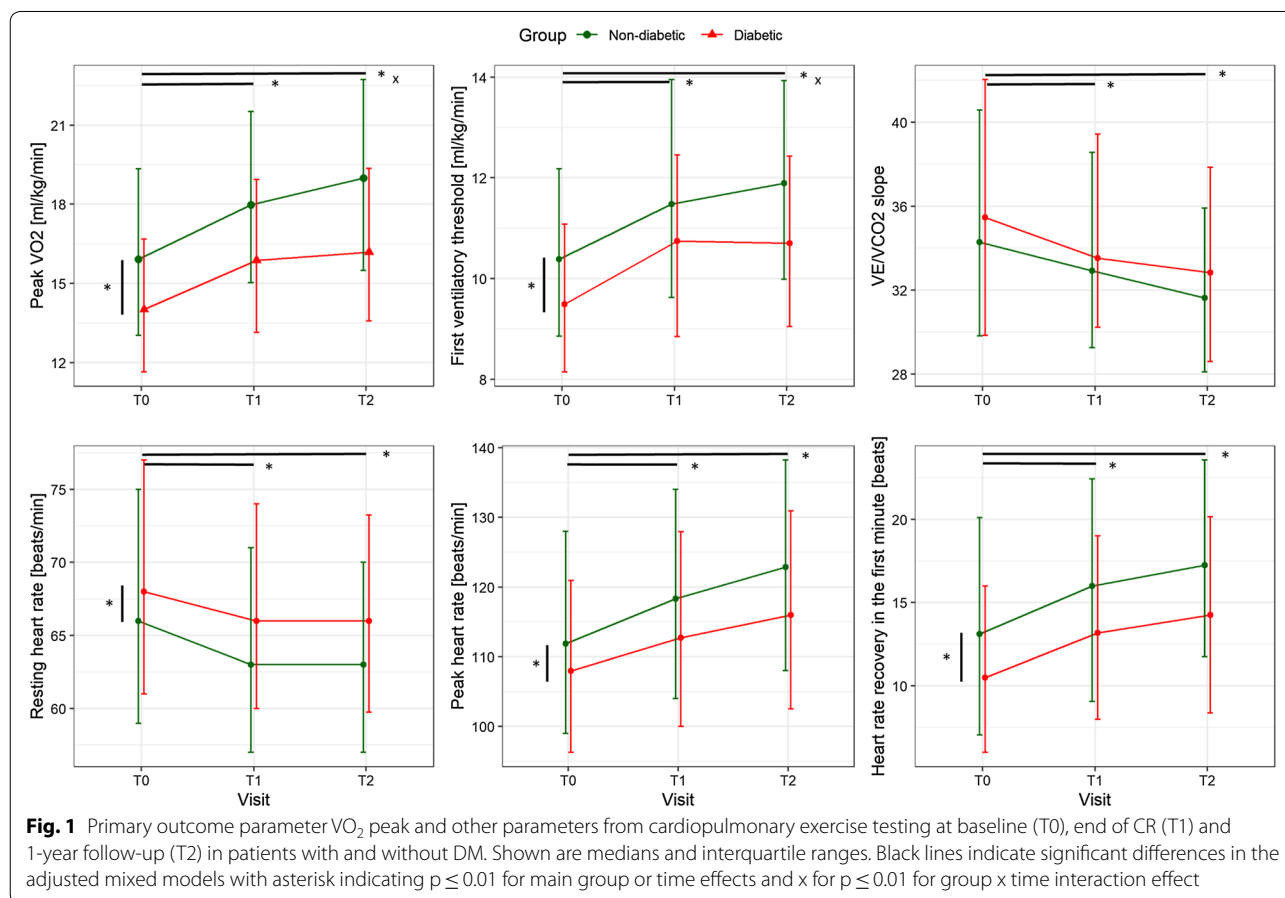 Group Non-diabetic Diabetic
Peak VO2 [ml/kg/min]
21
18
15
12
* x
*
*
T0 T1 T2
First ventilatory threshold [ml/kg/min]
14
12
10
8
* x
*
*
T0 T1 T2
VE/VCO2 slope
40
36
32
28
*
*
T0 T1 T2
Resting heart rate [beats/min]
75
70
65
60
*
*
*
T0 T1 T2
Visit
Peak heart rate [beats/min]
140
130
120
110
100
*
*
*
T0 T1 T2
Visit
Heart rate recovery in the first minute [beats]
20
15
10
*
*
*
T0 T1 T2
Visit
Fig. 1 Primary outcome parameter VO₂ peak and other parameters from cardiopulmonary exercise testing at baseline (T0), end of CR (T1) and
1-year follow-up (T2) in patients with and without DM. Shown are medians and interquartile ranges. Black lines indicate significant differences in the
adjusted mixed models with asterisk indicating p ≤ 0.01 for main group or time effects and x for p ≤ 0.01 for group x time interaction effect